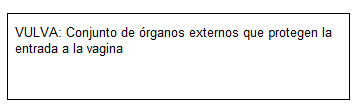 VULVA: Conjunto de órganos externos que protegen la
entrada a la vagina